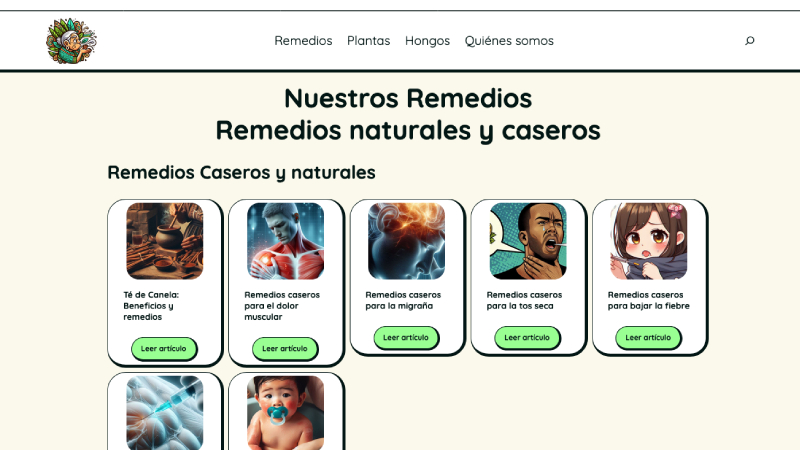 Remedios Plantas Hongos Quiénes somos
Nuestros Remedios
Remedios naturales y caseros
Remedios Caseros y naturales
Té de Canela:
Beneficios y
remedios
Leer artículo
Remedios caseros
para el dolor
muscular
Leer artículo
Remedios caseros
para la migraña
Leer artículo
Remedios caseros
para la tos seca
Leer artículo
Remedios caseros
para bajar la fiebre
Leer artículo